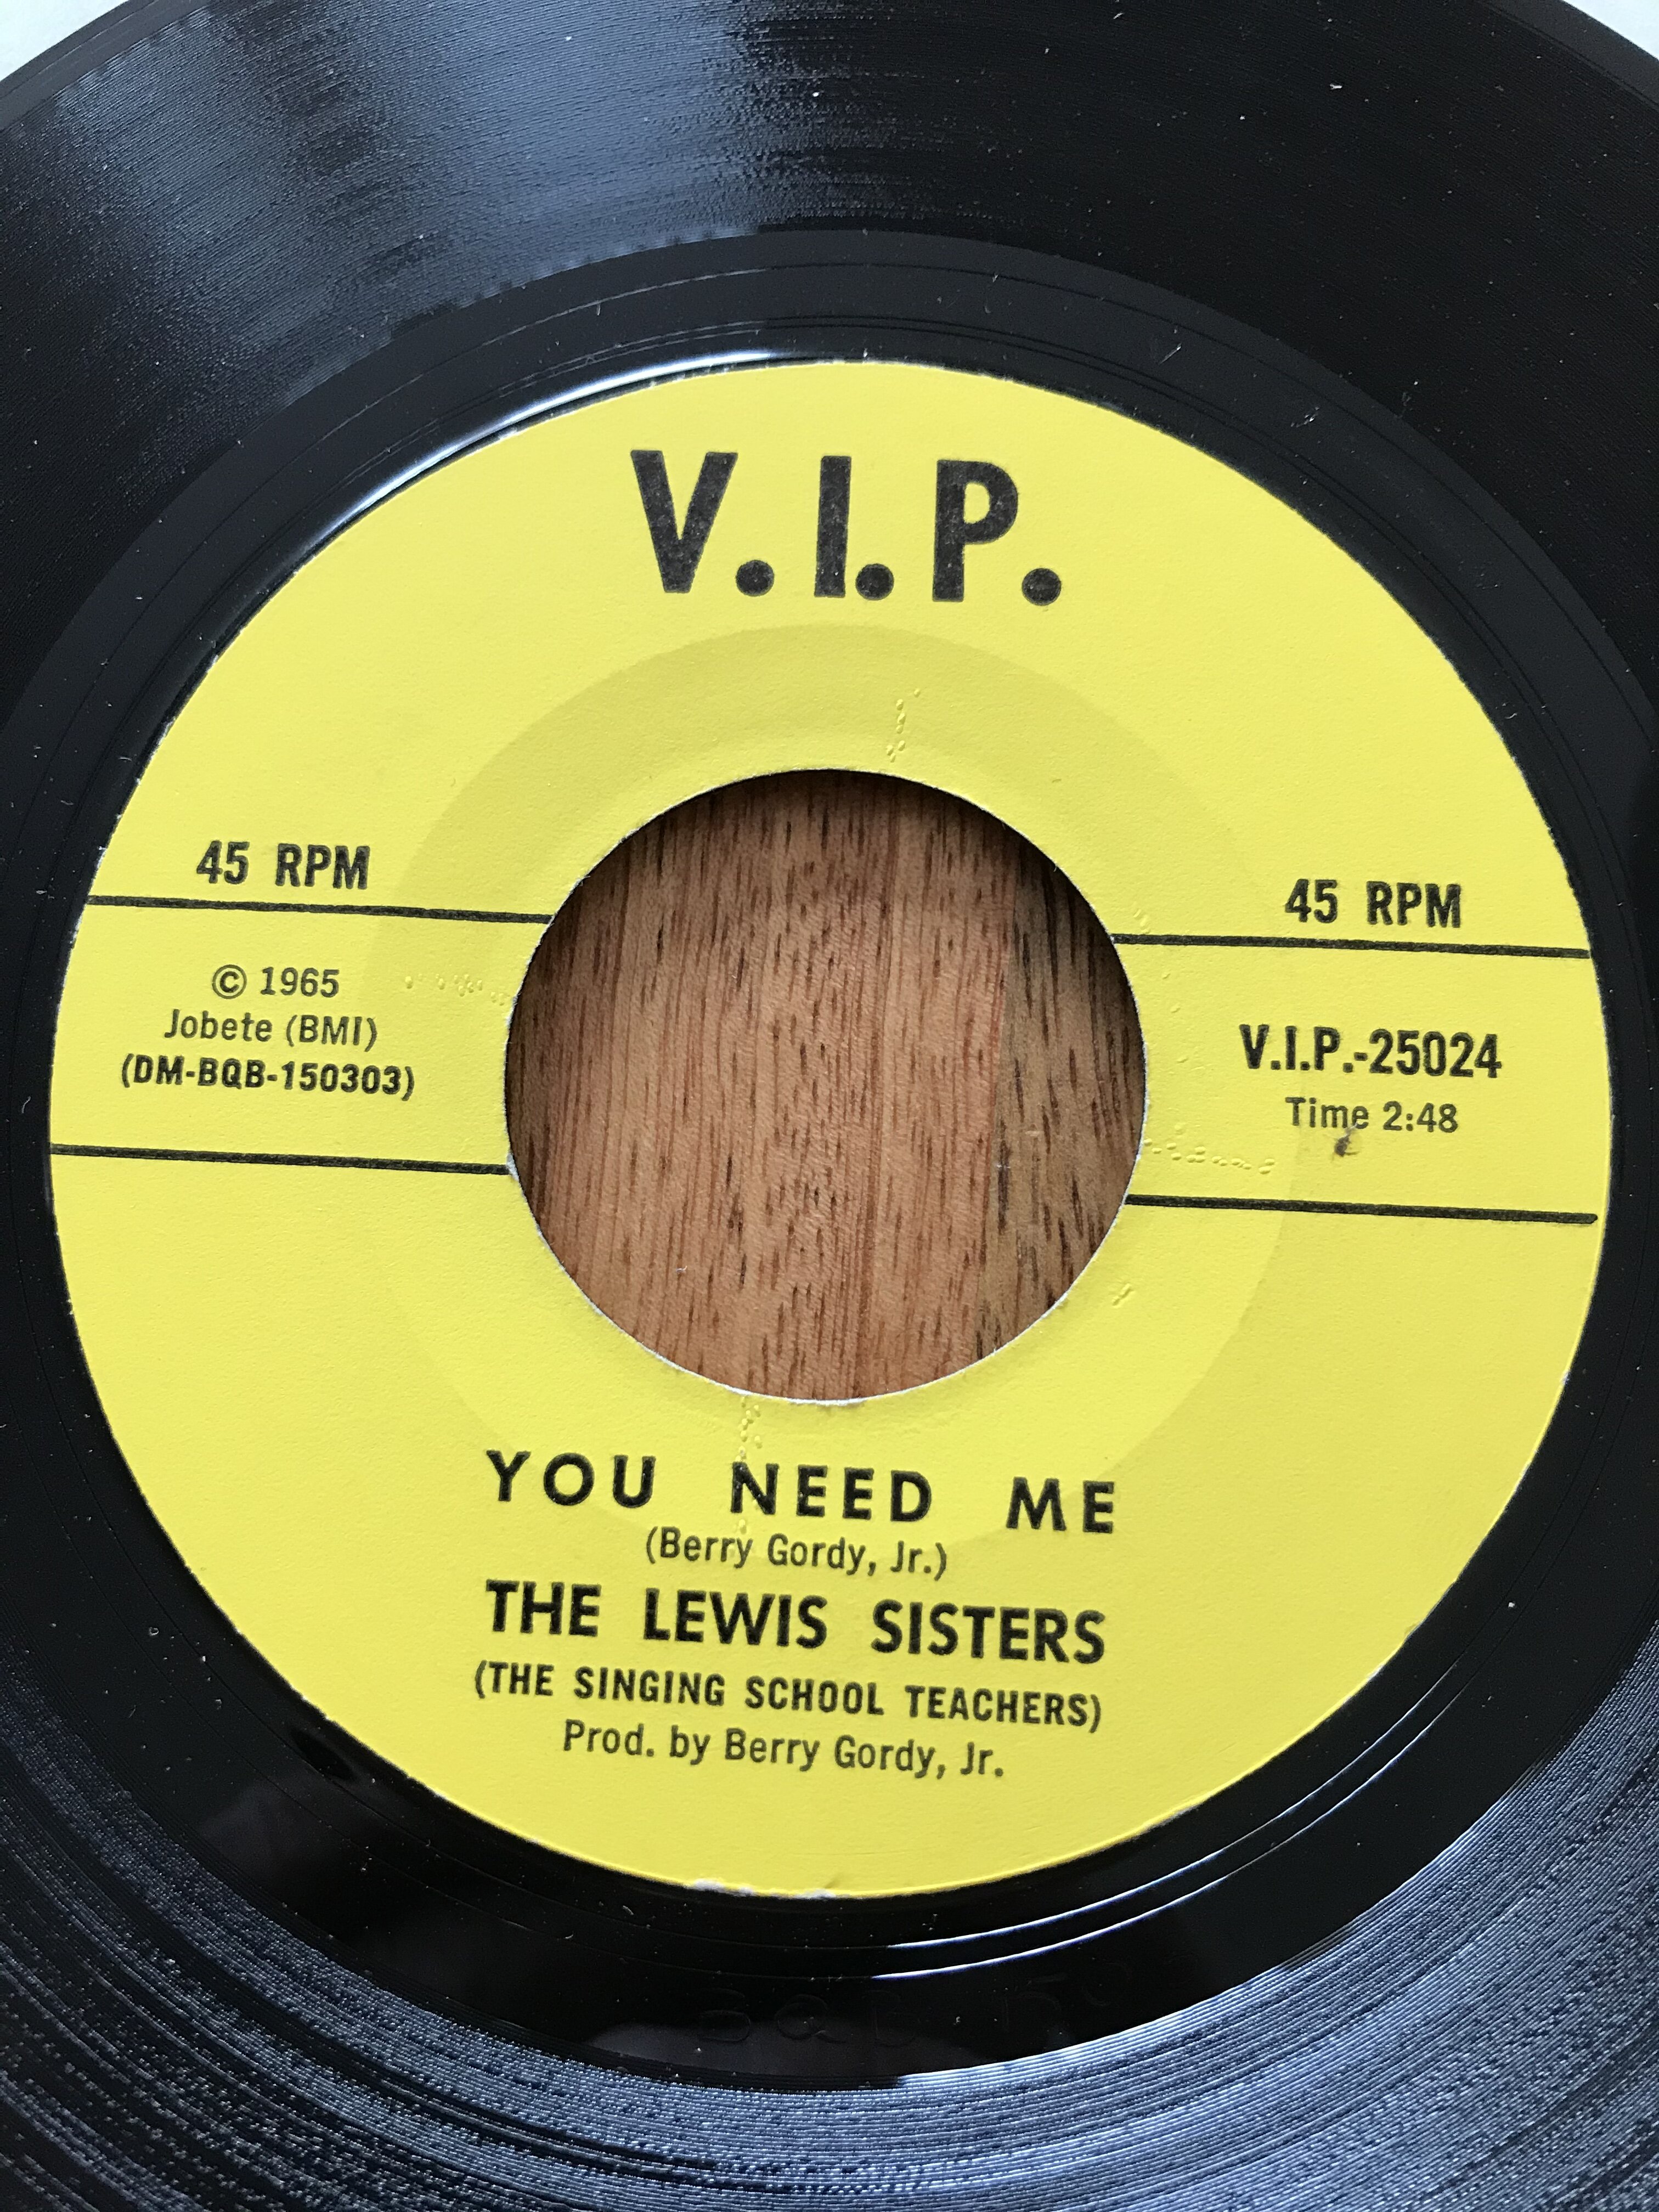 V.I.P.
45 RPM
45 RPM
© 1965
Jobete (BMI)
(DM-BQB-150303)
V.I.P.-25024
Time 2:48
YOU NEED ME
(Berry Gordy, Jr.)
THE LEWIS SISTERS
(THE SINGING SCHOOL TEACHERS)
Prod. by Berry Gordy, Jr.